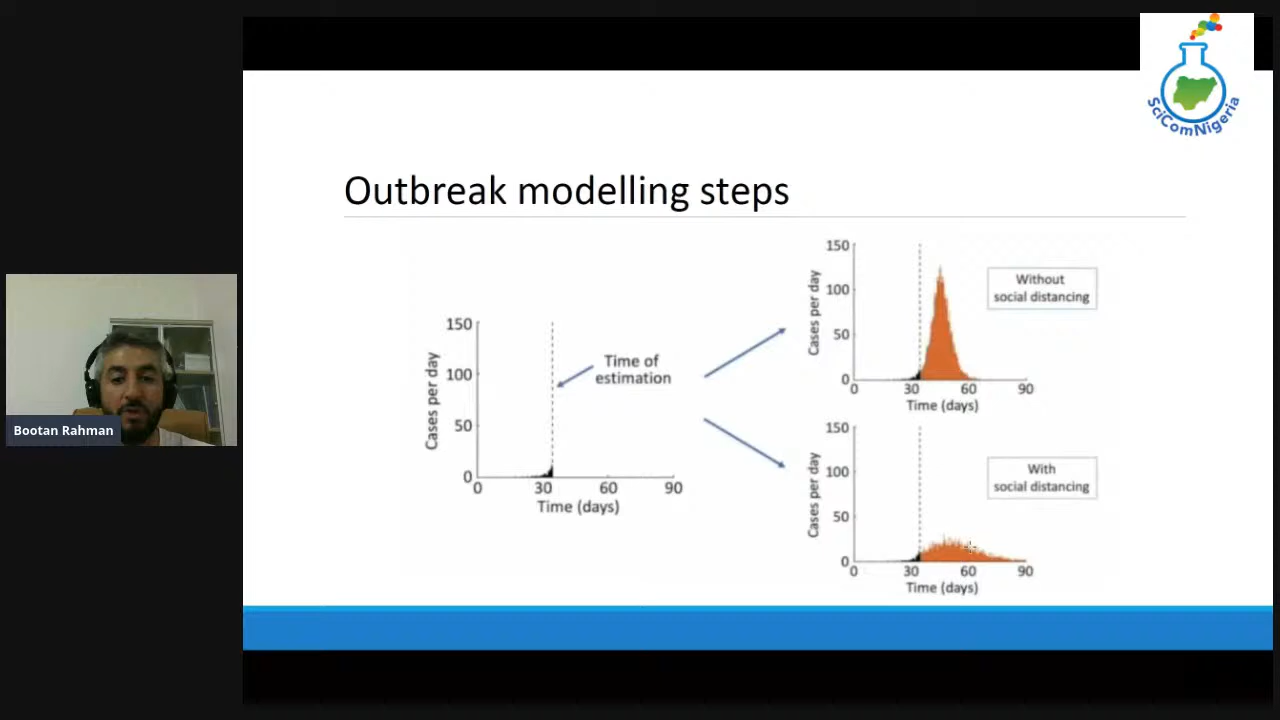 SciComNigeria
Outbreak modelling steps
150
100
50
0
0 30 60 90
Cases per day
Time (days)
Time of
estimation
150
100
50
0
0 30 60 90
Cases per day
Time (days)
Without
social distancing
150
100
50
0
0 30 60 90
Cases per day
Time (days)
With
social distancing
Bootan Rahman